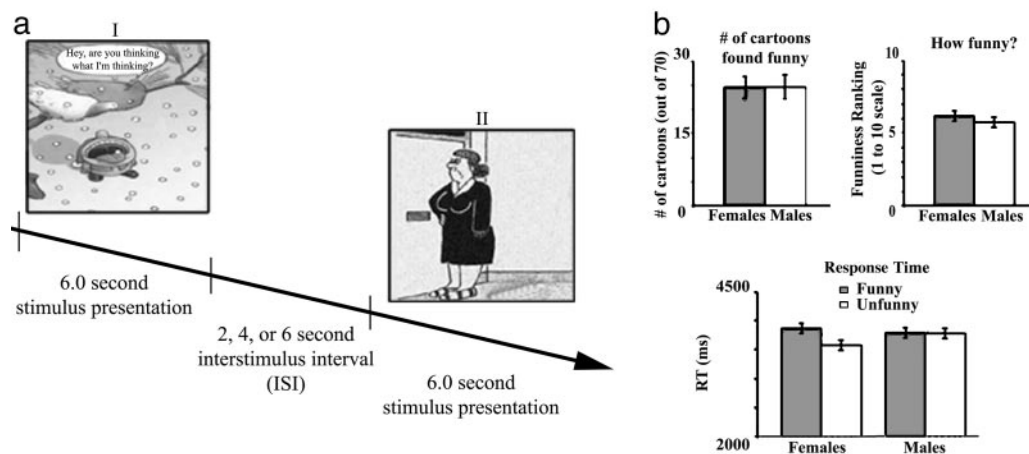 a
I
Hey, are you thinking
what I'm thinking?
II
6.0 second
stimulus presentation
2, 4, or 6 second
interstimulus interval
(ISI)
6.0 second
stimulus presentation
b
# of cartoons
found funny
# of cartoons (out of 70)
30
15
0
Females Males
How funny?
Funniness Ranking
(1 to 10 scale)
10
5
0
Females Males
Response Time
Funny
Unfunny
RT (ms)
4500
2000
Females Males